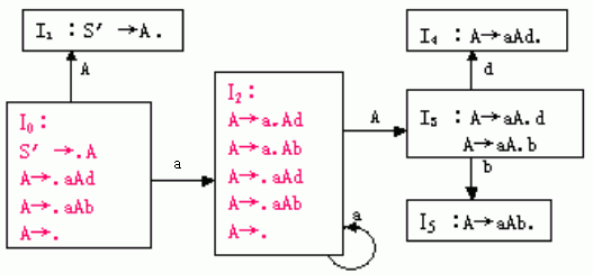 I₁ : S′ →A.
A
I₀ :
S′ →.A
A→.aAd
A→.aAb
A→.
a
I₂ :
A→a.Ad
A→a.Ab
A→.aAd
A→.aAb
A→.
a
A
I₄ : A→aAd.
d
I₃ : A→aA.d
A→aA.b
b
I₅ : A→aAb.